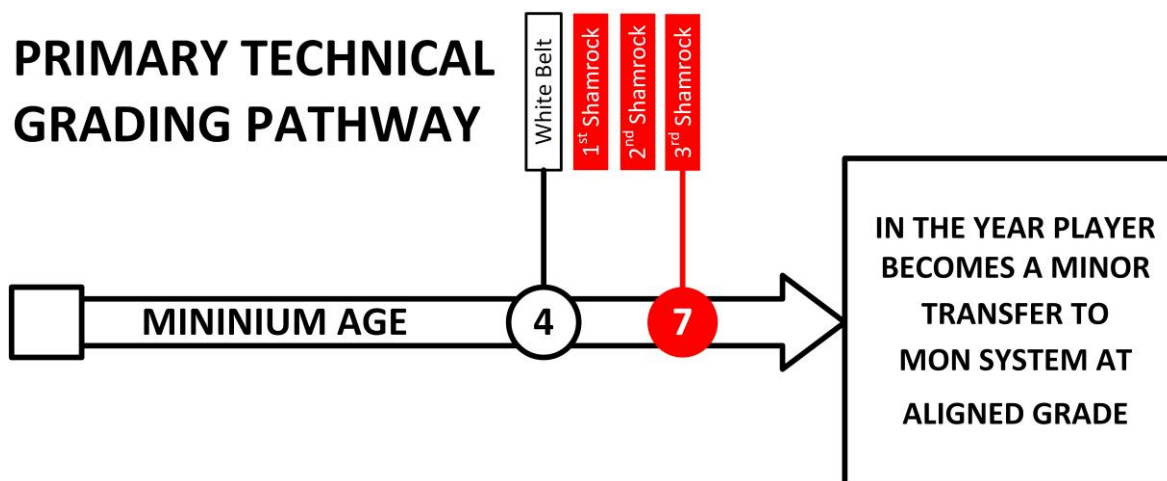 PRIMARY TECHNICAL
GRADING PATHWAY
White Belt
1st Shamrock
2nd Shamrock
3rd Shamrock
MININIUM AGE
4
7
IN THE YEAR PLAYER
BECOMES A MINOR
TRANSFER TO
MON SYSTEM AT
ALIGNED GRADE